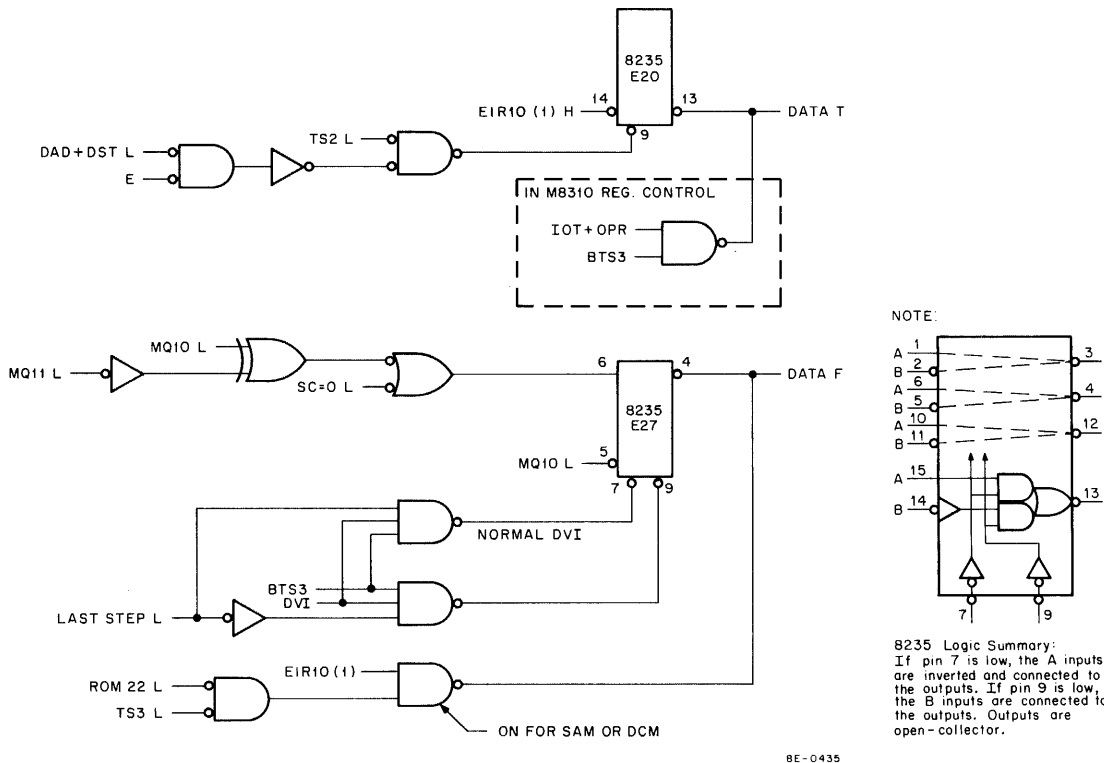 8235
E20
EIR10 (1) H
14
13
DATA T
9
TS2 L
DAD+DST L
E
IN M8310 REG. CONTROL
IOT+OPR
BTS3
MQ10 L
MQ11 L
SC=0 L
6
4
DATA F
8235
E27
MQ10 L
5
7
9
NORMAL DVI
BTS3
DVI
LAST STEP L
EIR10 (1)
ROM 22 L
TS3 L
ON FOR SAM OR DCM
8E-0435
NOTE:
A 1
3
B 2
A 6
4
B 5
A 10
12
B 11
A 15
B 14
13
7
9
8235 Logic Summary:
If pin 7 is low, the A inputs
are inverted and connected to
the outputs. If pin 9 is low,
the B inputs are connected to
the outputs. Outputs are
open-collector.